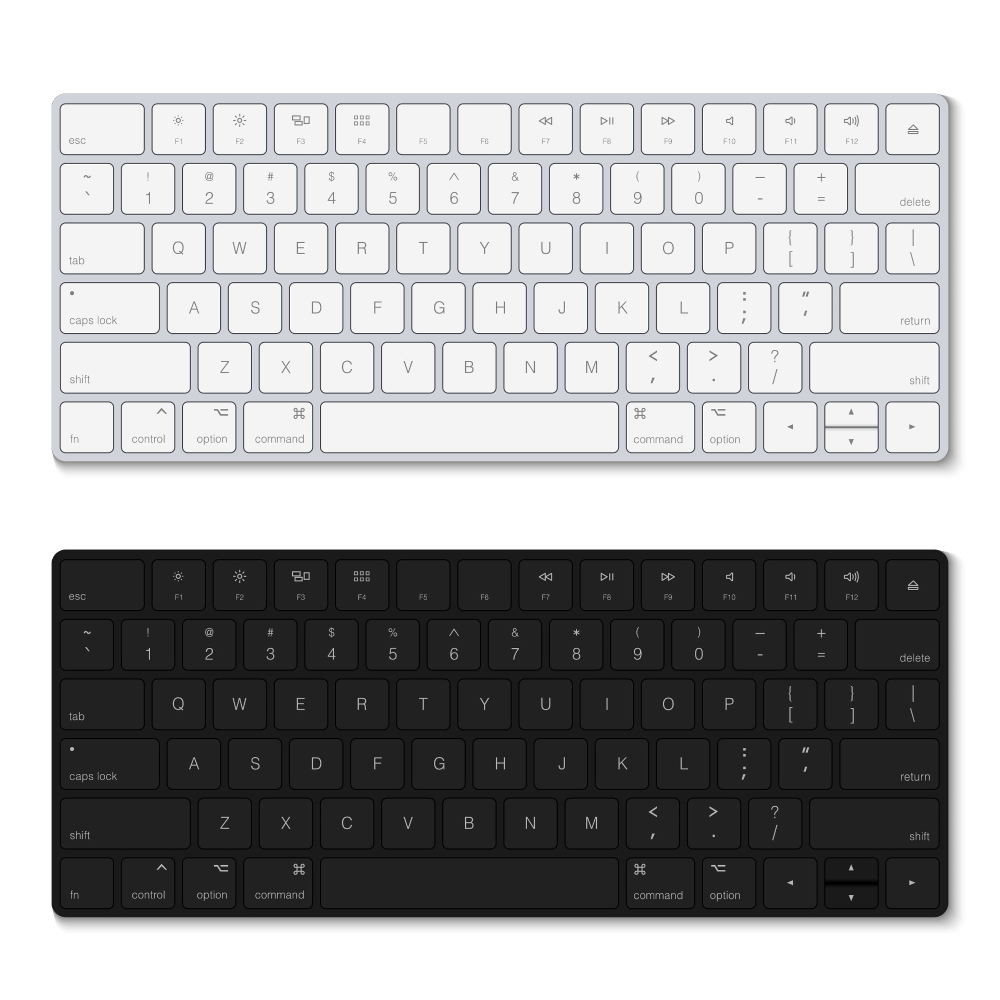 esc F1 F2 F3 F4 F5 F6 F7 F8 F9 F10 F11 F12
~ ! @ # $ % ^ & * ( ) — +
` 1 2 3 4 5 6 7 8 9 0 - = delete
tab Q W E R T Y U I O P { } |
[ ] \
caps lock A S D F G H J K L : "
; ' return
shift Z X C V B N M < > ?
, . / shift
^ ⌥ ⌘ ⌘ ⌥
fn control option command command option
esc F1 F2 F3 F4 F5 F6 F7 F8 F9 F10 F11 F12
~ ! @ # $ % ^ & * ( ) — +
` 1 2 3 4 5 6 7 8 9 0 - = delete
tab Q W E R T Y U I O P { } |
[ ] \
caps lock A S D F G H J K L : "
; ' return
shift Z X C V B N M < > ?
, . / shift
^ ⌥ ⌘ ⌘ ⌥
fn control option command command option